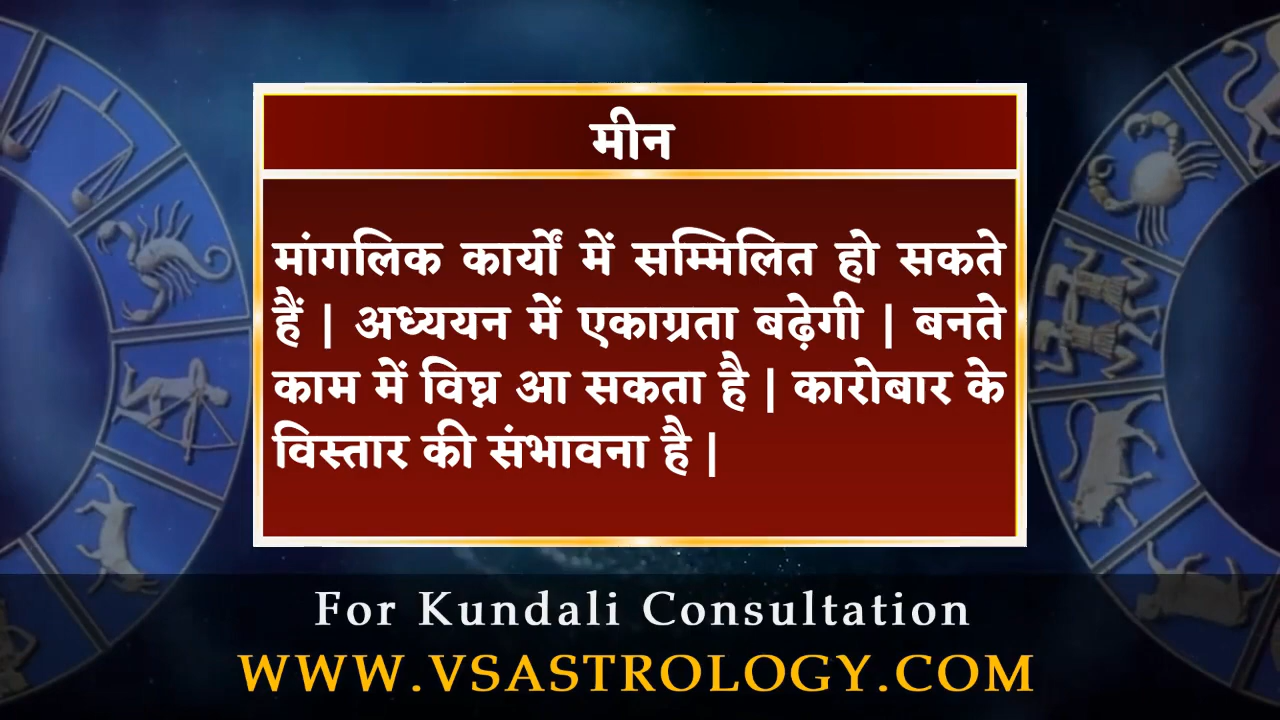 मीन
मांगलिक कार्यों में सम्मिलित हो सकते
हैं | अध्ययन में एकाग्रता बढ़ेगी | बनते
काम में विघ्न आ सकता है | कारोबार के
विस्तार की संभावना है |
For Kundali Consultation
WWW.VSASTROLOGY.COM